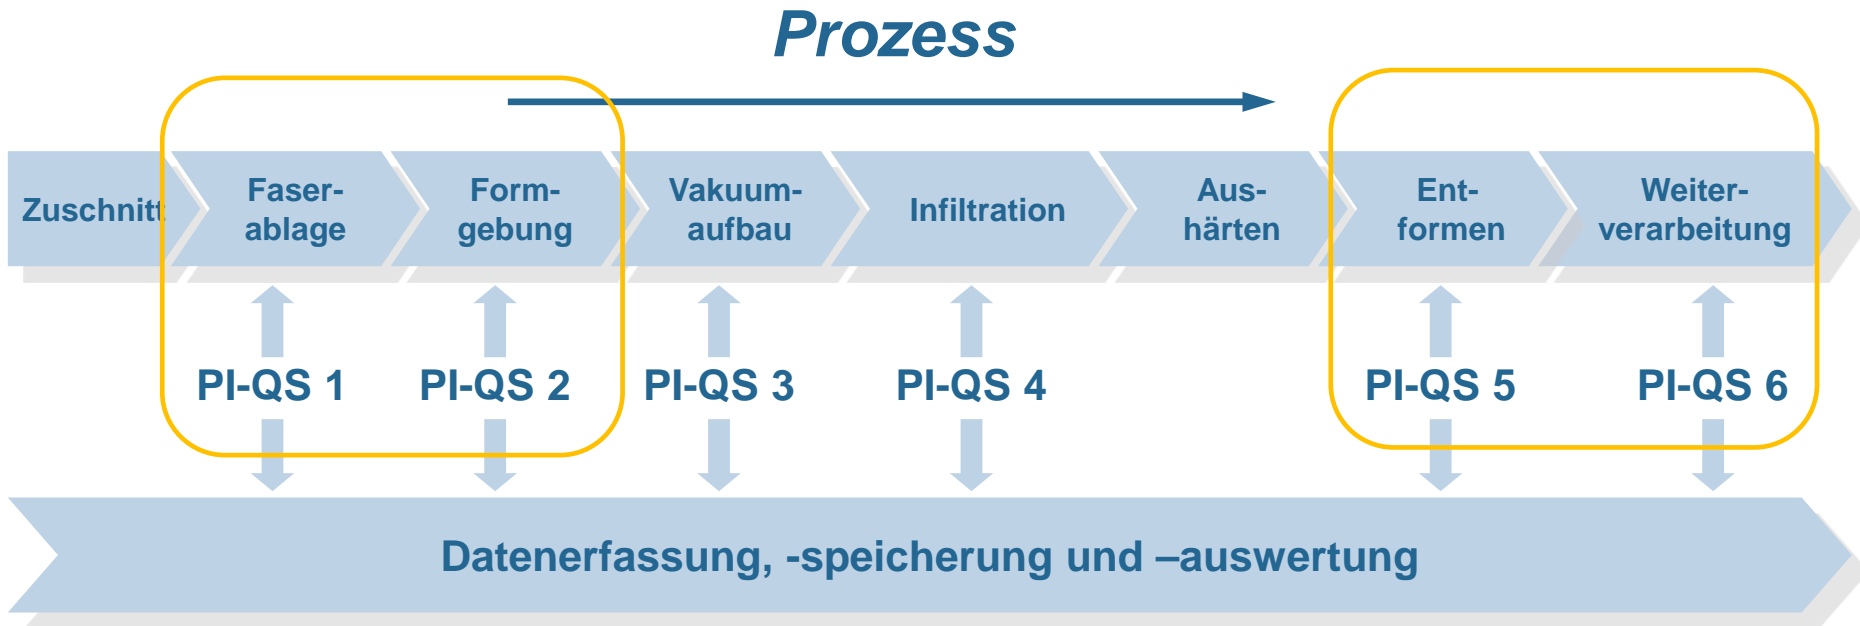 Prozess
Zuschnitt
Faser-
ablage
Form-
gebung
Vakuum-
aufbau
Infiltration
Aus-
härten
Ent-
formen
Weiter-
verarbeitung
PI-QS 1
PI-QS 2
PI-QS 3
PI-QS 4
PI-QS 5
PI-QS 6
Datenerfassung, -speicherung und –auswertung